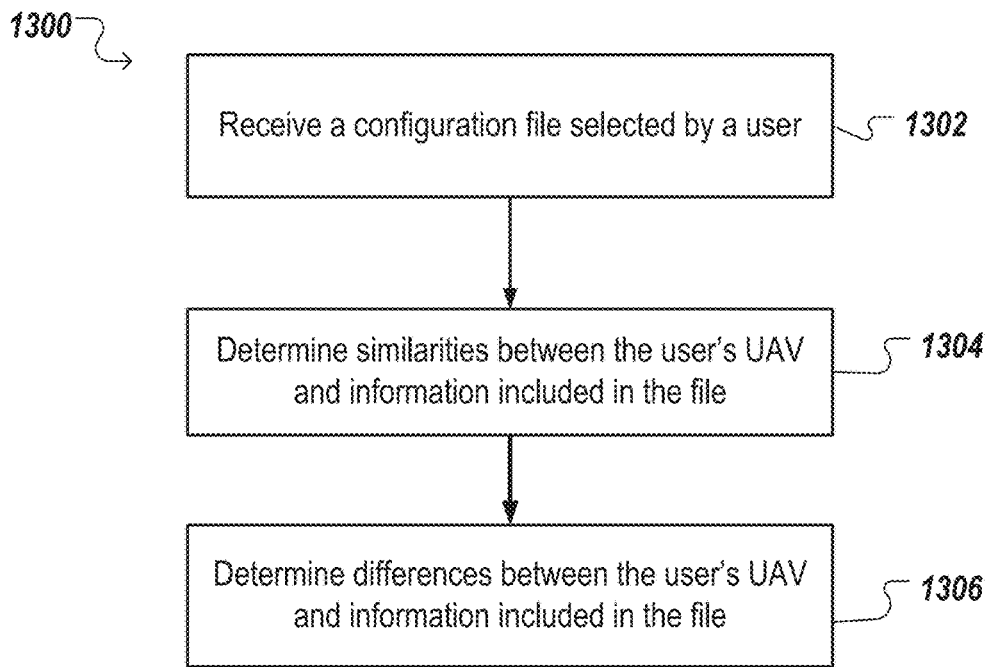 1300
Receive a configuration file selected by a user
1302
Determine similarities between the user's UAV
and information included in the file
1304
Determine differences between the user's UAV
and information included in the file
1306